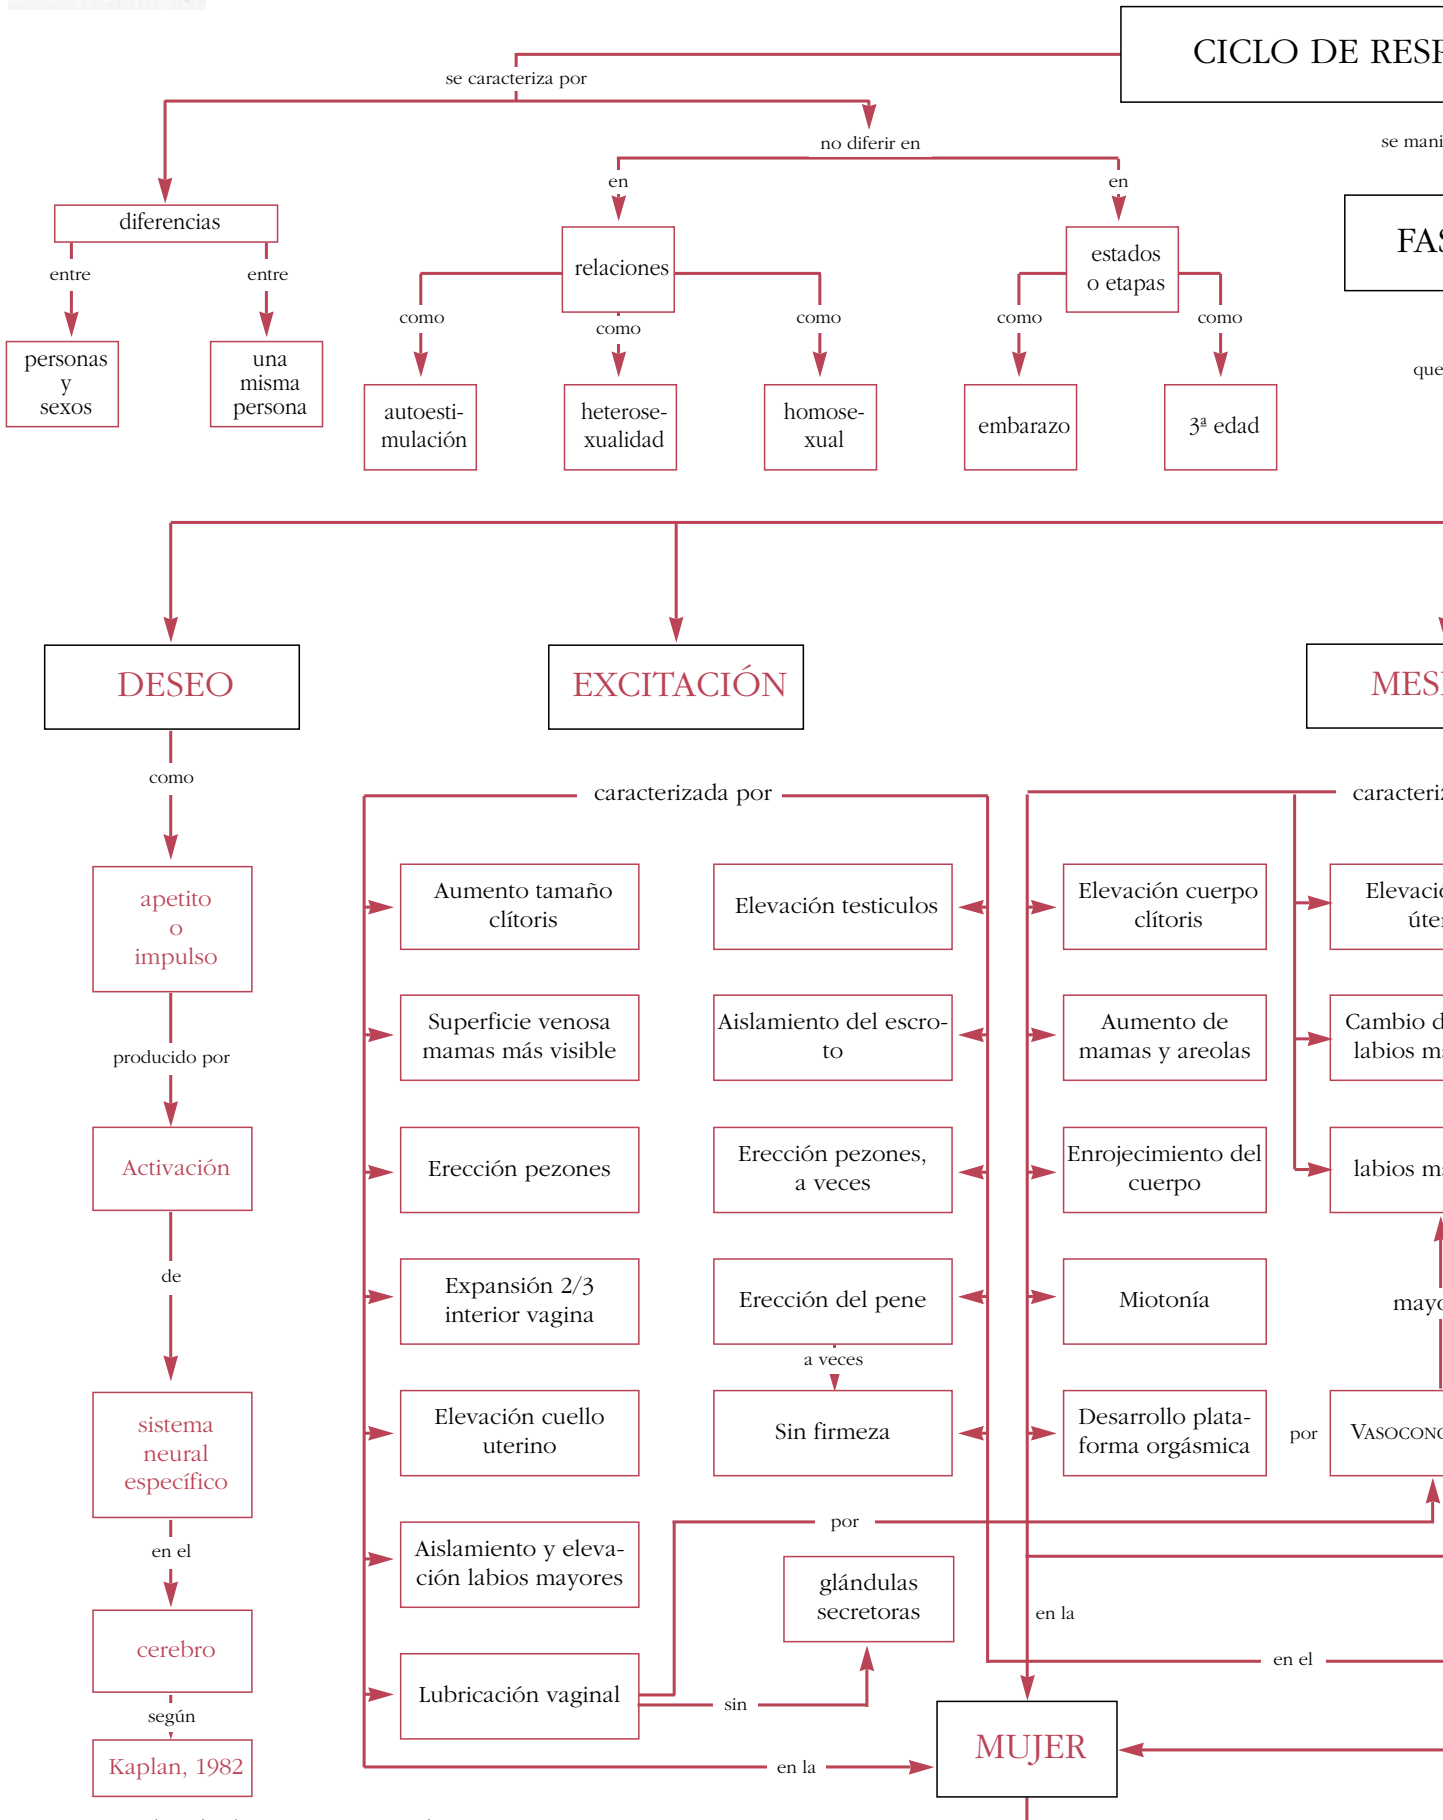 CICLO DE RESP
se caracteriza por
no diferir en
se mani
diferencias
en
en
FAS
entre
entre
relaciones
estados
o etapas
como
como
como
como
como
personas
y
sexos
una
misma
persona
que
autoesti-
mulación
heterose-
xualidad
homose-
xual
embarazo
3ª edad
DESEO
EXCITACIÓN
MES
como
caracterizada por
caracteriz
apetito
o
impulso
producido por
Activación
de
sistema
neural
específico
en el
cerebro
según
Kaplan, 1982
Aumento tamaño
clítoris
Superficie venosa
mamas más visible
Erección pezones
Expansión 2/3
interior vagina
Elevación cuello
uterino
Aislamiento y eleva-
ción labios mayores
Lubricación vaginal
Elevación testiculos
Aislamiento del escro-
to
Erección pezones,
a veces
Erección del pene
a veces
Sin firmeza
por
glándulas
secretoras
sin
en la
Elevación cuerpo
clítoris
Aumento de
mamas y areolas
Enrojecimiento del
cuerpo
Miotonía
Desarrollo plata-
forma orgásmica
por
en la
en el
MUJER
Elevació
úter
Cambio d
labios ma
labios ma
mayo
VASOCONG